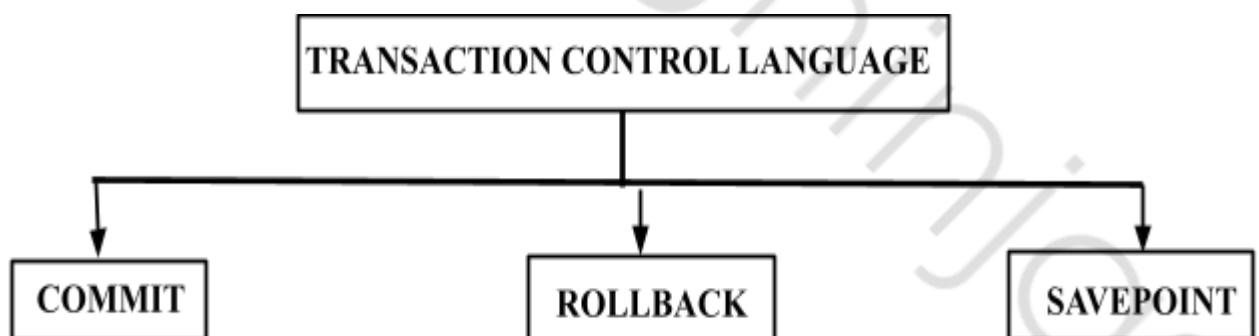 TRANSACTION CONTROL LANGUAGE
COMMIT
ROLLBACK
SAVEPOINT